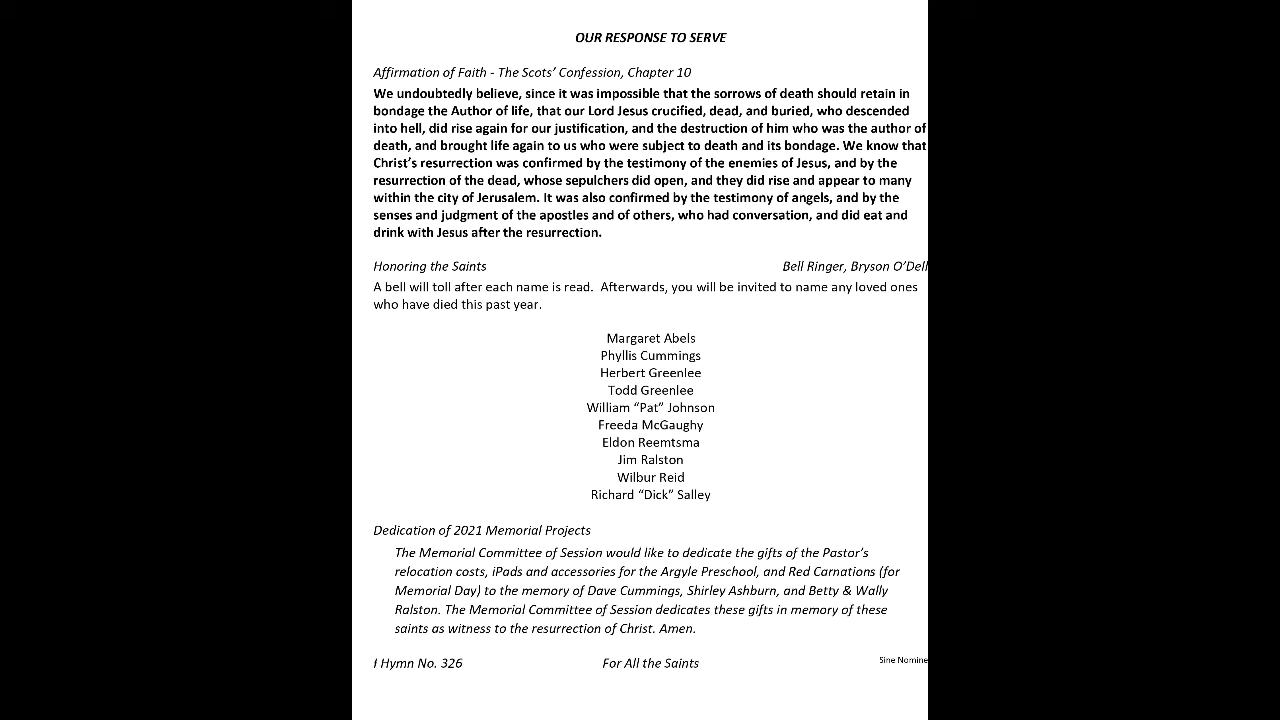 OUR RESPONSE TO SERVE
Affirmation of Faith - The Scots’ Confession, Chapter 10
We undoubtedly believe, since it was impossible that the sorrows of death should retain in
bondage the Author of life, that our Lord Jesus crucified, dead, and buried, who descended
into hell, did rise again for our justification, and the destruction of him who was the author of
death, and brought life again to us who were subject to death and its bondage. We know that
Christ’s resurrection was confirmed by the testimony of the enemies of Jesus, and by the
resurrection of the dead, whose sepulchers did open, and they did rise and appear to many
within the city of Jerusalem. It was also confirmed by the testimony of angels, and by the
senses and judgment of the apostles and of others, who had conversation, and did eat and
drink with Jesus after the resurrection.
Honoring the Saints Bell Ringer, Bryson O’Dell
A bell will toll after each name is read.  Afterwards, you will be invited to name any loved ones
who have died this past year.
Margaret Abels
Phyllis Cummings
Herbert Greenlee
Todd Greenlee
William “Pat” Johnson
Freeda McGaughy
Eldon Reemtsma
Jim Ralston
Wilbur Reid
Richard “Dick” Salley
Dedication of 2021 Memorial Projects
The Memorial Committee of Session would like to dedicate the gifts of the Pastor’s
relocation costs, iPads and accessories for the Argyle Preschool, and Red Carnations (for
Memorial Day) to the memory of Dave Cummings, Shirley Ashburn, and Betty & Wally
Ralston. The Memorial Committee of Session dedicates these gifts in memory of these
saints as witness to the resurrection of Christ. Amen.
I Hymn No. 326 For All the Saints Sine Nomine